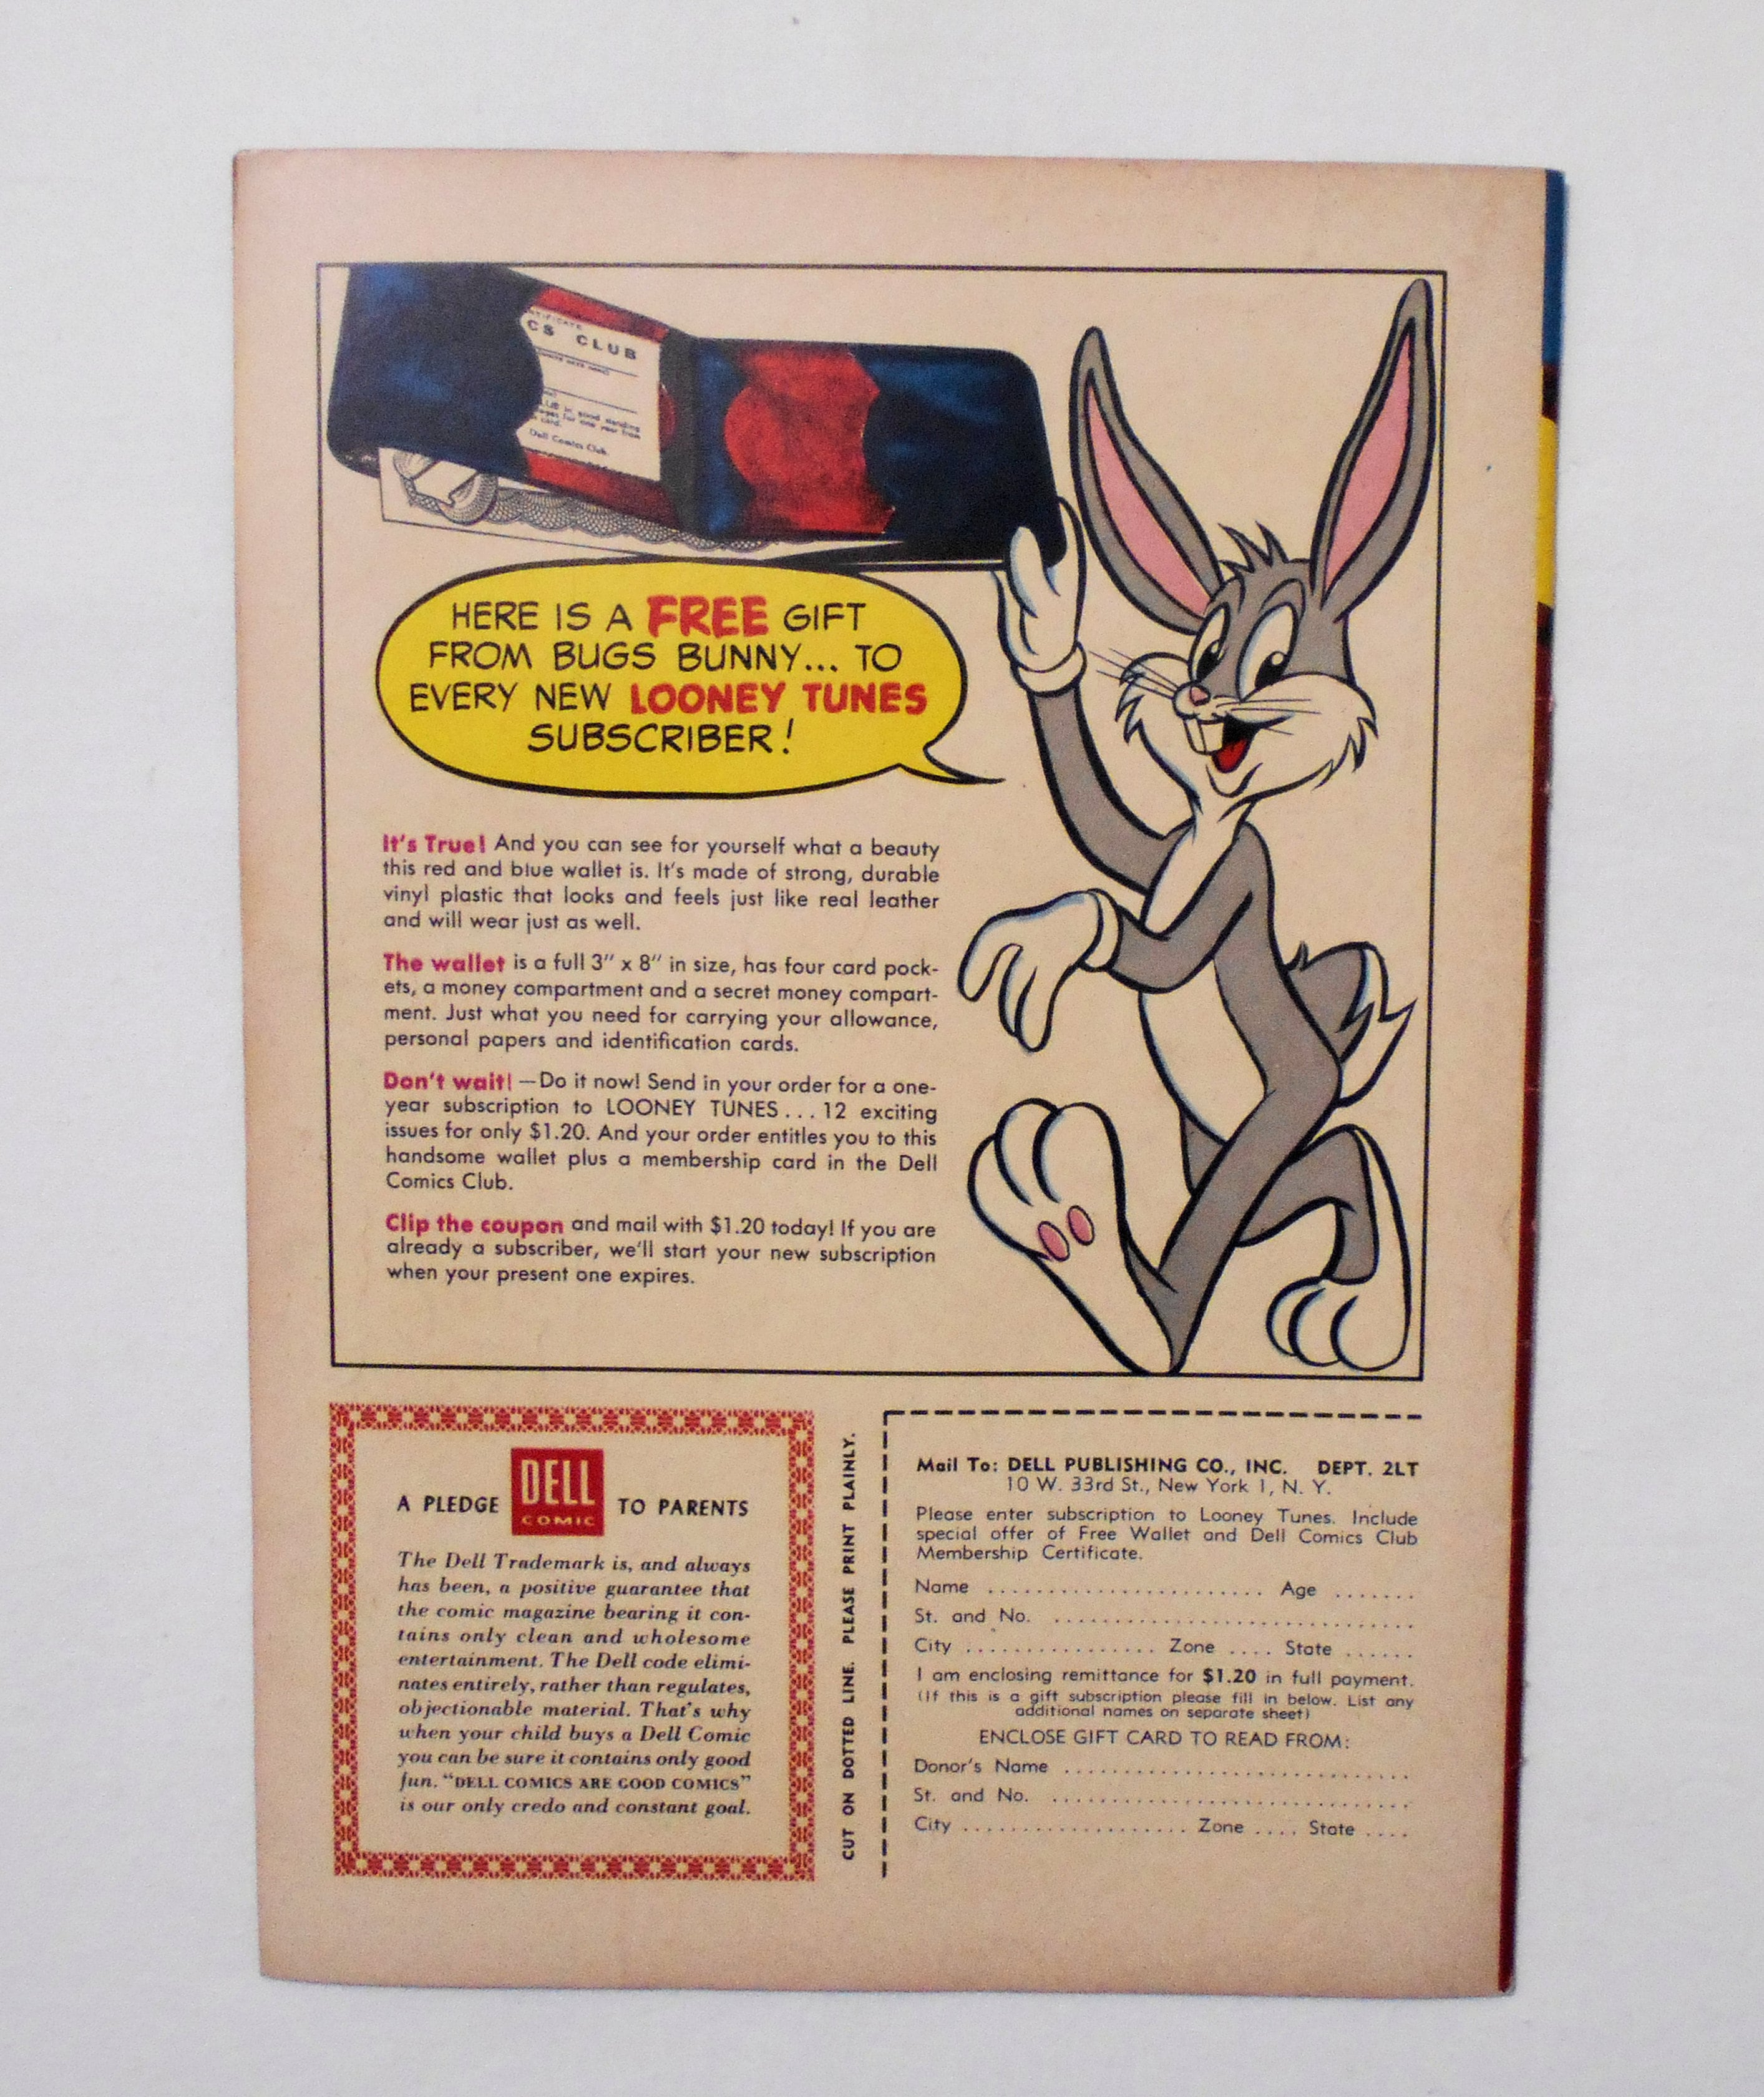 CS CLUB
Dell Comics Club
HERE IS A FREE GIFT
FROM BUGS BUNNY... TO
EVERY NEW LOONEY TUNES
SUBSCRIBER!
It's True! And you can see for yourself what a beauty
this red and blue wallet is. It's made of strong, durable
vinyl plastic that looks and feels just like real leather
and will wear just as well.
The wallet is a full 3" x 8" in size, has four card pock-
ets, a money compartment and a secret money compart-
ment. Just what you need for carrying your allowance,
personal papers and identification cards.
Don't wait! —Do it now! Send in your order for a one-
year subscription to LOONEY TUNES... 12 exciting
issues for only $1.20. And your order entitles you to this
handsome wallet plus a membership card in the Dell
Comics Club.
Clip the coupon and mail with $1.20 today! If you are
already a subscriber, we'll start your new subscription
when your present one expires.
A PLEDGE DELL COMIC TO PARENTS
The Dell Trademark is, and always
has been, a positive guarantee that
the comic magazine bearing it con-
tains only clean and wholesome
entertainment. The Dell code elimi-
nates entirely, rather than regulates,
objectionable material. That's why
when your child buys a Dell Comic
you can be sure it contains only good
fun. "DELL COMICS ARE GOOD COMICS"
is our only credo and constant goal.
CUT ON DOTTED LINE. PLEASE PRINT PLAINLY.
Mail To: DELL PUBLISHING CO., INC. DEPT. 2LT
10 W. 33rd St., New York 1, N. Y.
Please enter subscription to Looney Tunes. Include
special offer of Free Wallet and Dell Comics Club
Membership Certificate.
Name ........................ Age .......
St. and No. ..............................
City ................ Zone .... State ......
I am enclosing remittance for $1.20 in full payment.
(If this is a gift subscription please fill in below. List any
additional names on separate sheet)
ENCLOSE GIFT CARD TO READ FROM:
Donor's Name ..............................
St. and No. ..............................
City .................... Zone .... State ....